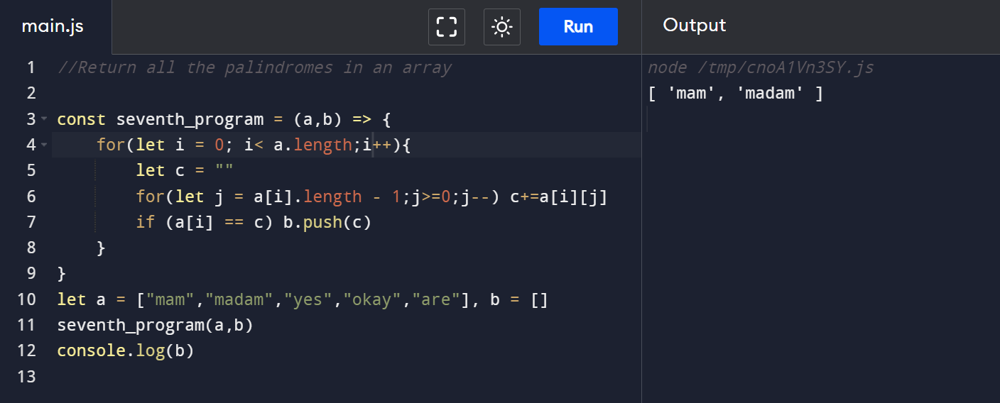 main.js
Run
Output
1 //Return all the palindromes in an array
2
3 const seventh_program = (a,b) => {
4     for(let i = 0; i< a.length;i++){
5         let c = ""
6         for(let j = a[i].length - 1;j>=0;j--) c+=a[i][j]
7         if (a[i] == c) b.push(c)
8     }
9 }
10 let a = ["mam","madam","yes","okay","are"], b = []
11 seventh_program(a,b)
12 console.log(b)
13
node /tmp/cnoA1Vn3SY.js
[ 'mam', 'madam' ]